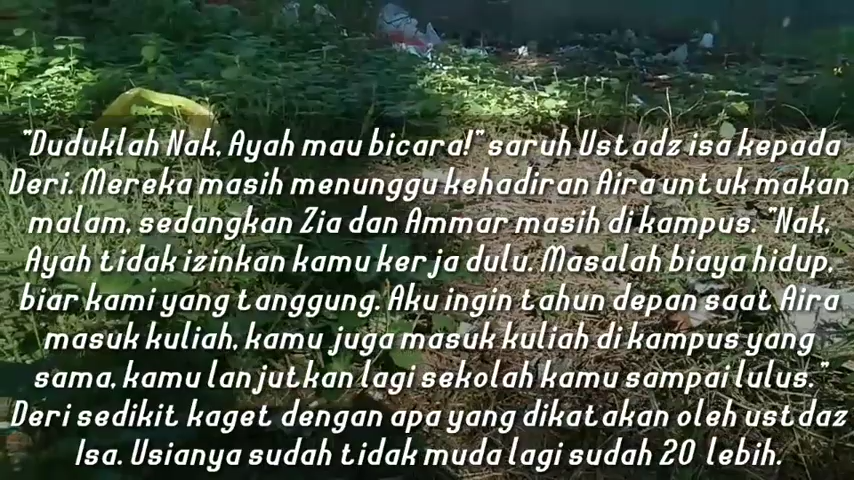 "Duduklah Nak, Ayah mau bicara!" saruh Ustadz isa kepada
Deri. Mereka masih menunggu kehadiran Aira untuk makan
malam, sedangkan Zia dan Ammar masih di kampus. "Nak,
Ayah tidak izinkan kamu kerja dulu. Masalah biaya hidup,
biar kami yang tanggung. Aku ingin tahun depan saat Aira
masuk kuliah, kamu juga masuk kuliah di kampus yang
sama, kamu lanjutkan lagi sekolah kamu sampai lulus."
Deri sedikit kaget dengan apa yang dikatakan oleh ustdaz
Isa. Usianya sudah tidak muda lagi sudah 20 lebih.